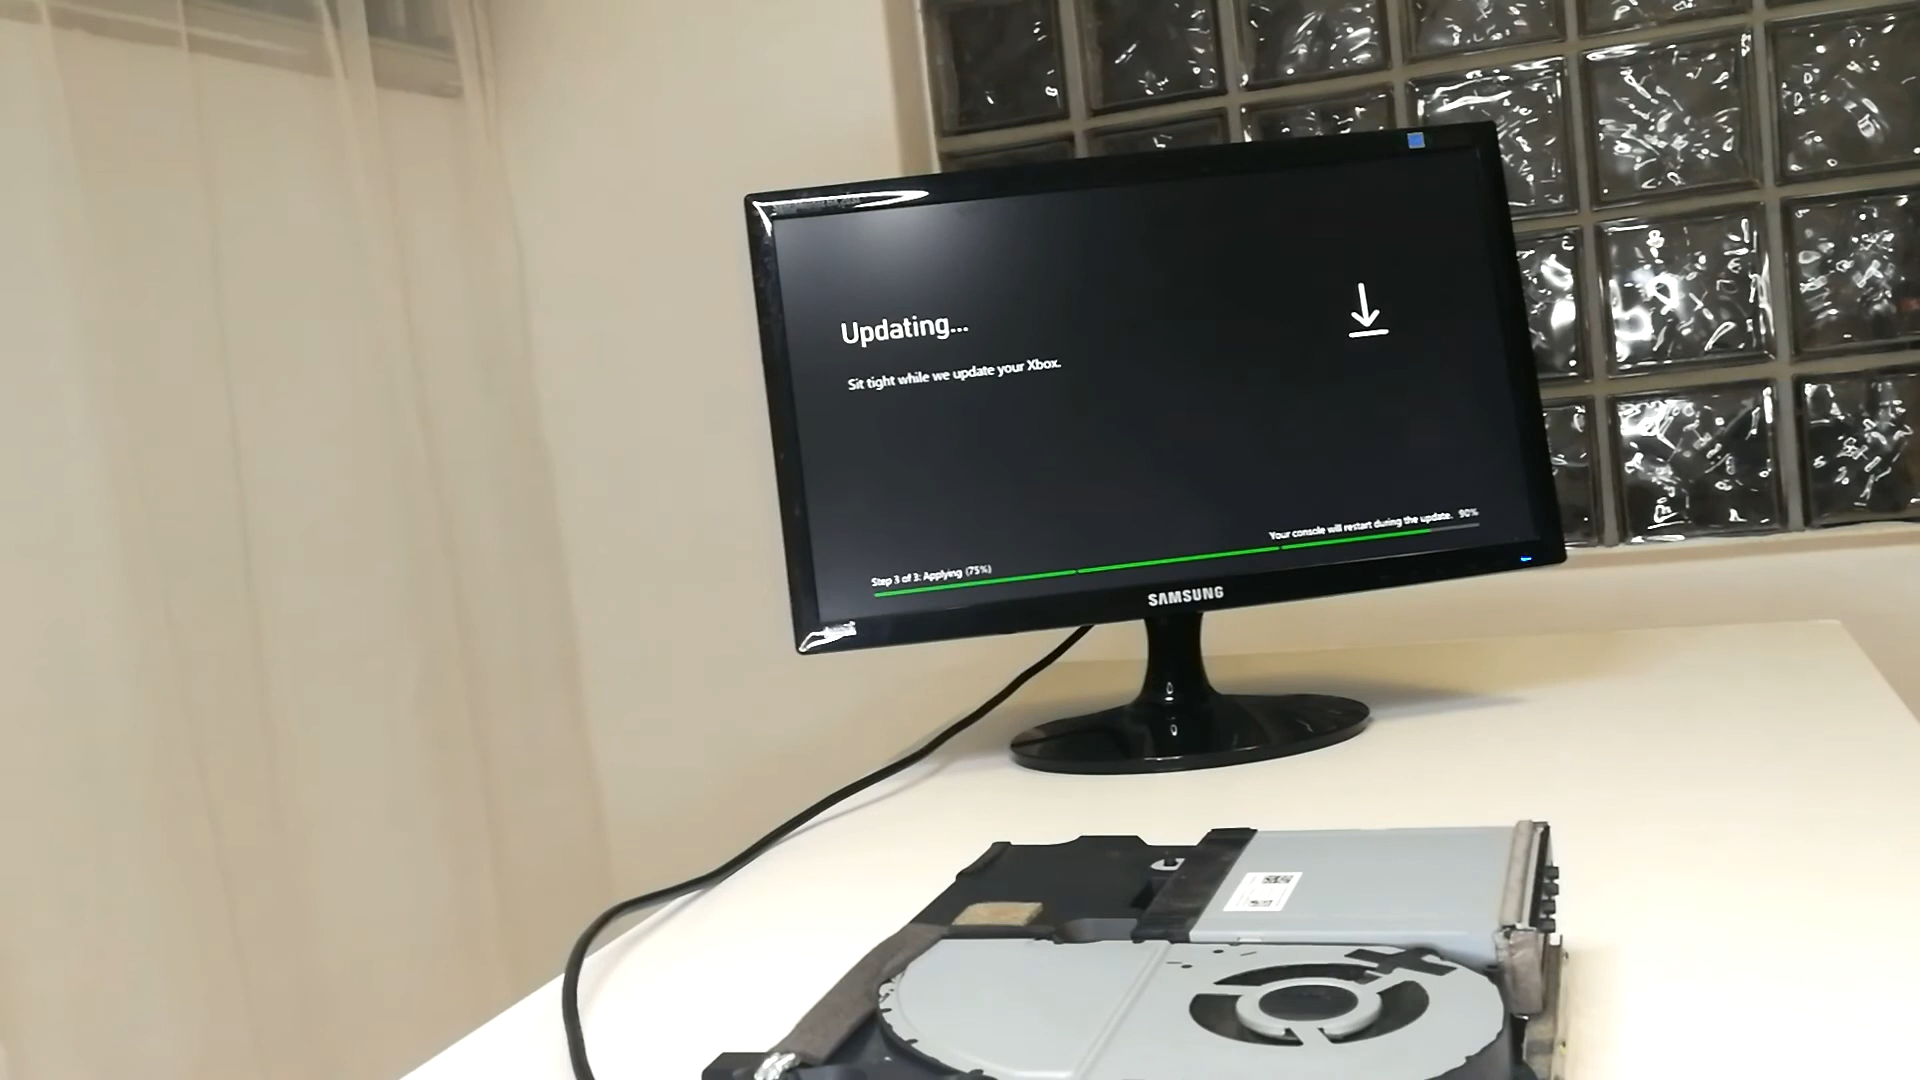 Updating...
Sit tight while we update your Xbox.
Your console will restart during the update. 90%
Step 3 of 3: Applying (75%)
SAMSUNG